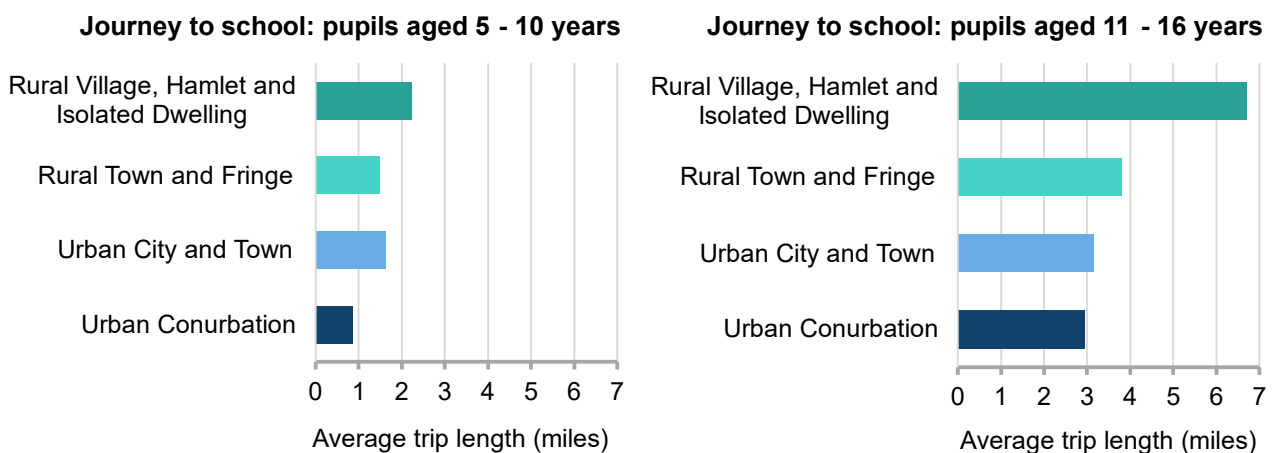 Journey to school: pupils aged 5 - 10 years
Rural Village, Hamlet and
Isolated Dwelling
Rural Town and Fringe
Urban City and Town
Urban Conurbation
0 1 2 3 4 5 6 7
Average trip length (miles)
Journey to school: pupils aged 11 - 16 years
Rural Village, Hamlet and
Isolated Dwelling
Rural Town and Fringe
Urban City and Town
Urban Conurbation
0 1 2 3 4 5 6 7
Average trip length (miles)